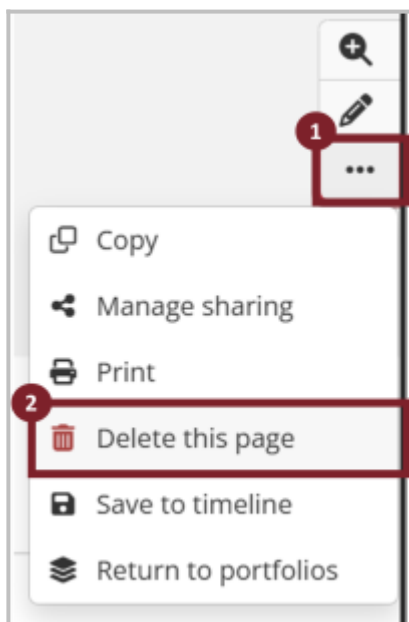 1
Copy
Manage sharing
Print
2
Delete this page
Save to timeline
Return to portfolios